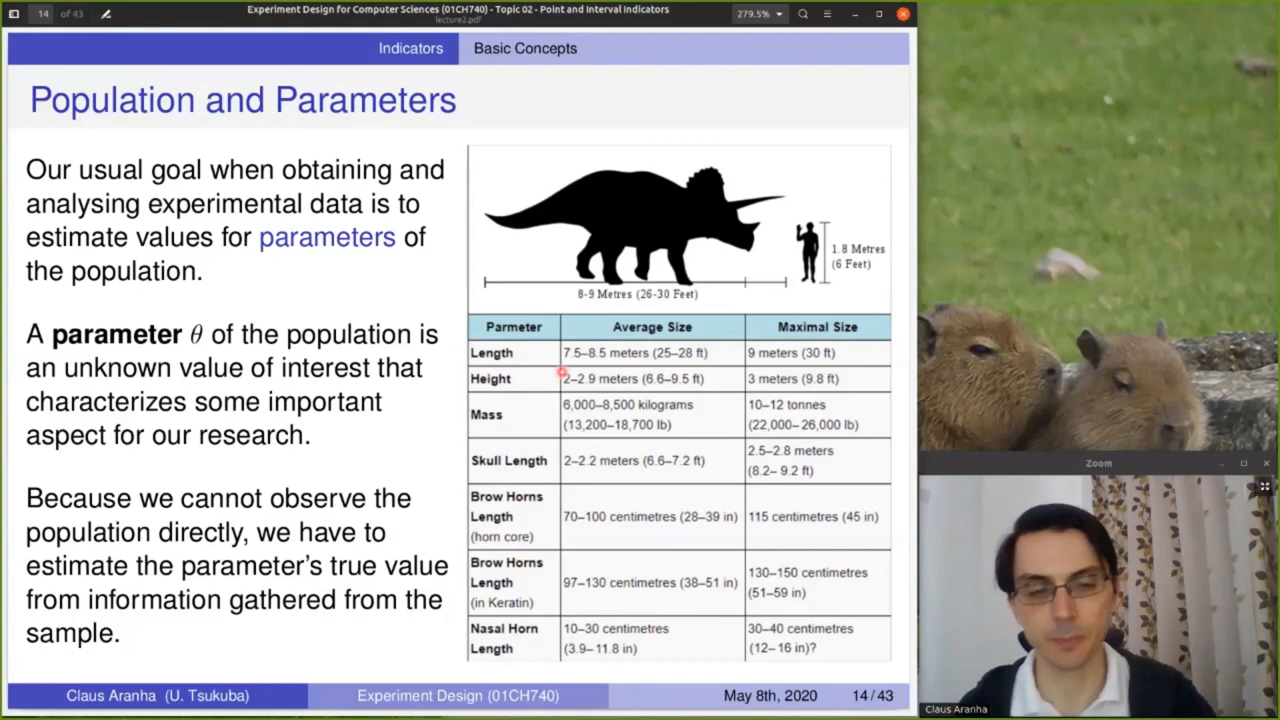 14 of 43
Experiment Design for Computer Sciences (01CH740) - Topic 02 - Point and Interval Indicators
lecture2.pdf
279.5%
Indicators Basic Concepts
Population and Parameters
Our usual goal when obtaining and
analysing experimental data is to
estimate values for parameters of
the population.
A parameter θ of the population is
an unknown value of interest that
characterizes some important
aspect for our research.
Because we cannot observe the
population directly, we have to
estimate the parameter's true value
from information gathered from the
sample.
1.8 Metres
(6 Feet)
8-9 Metres (26-30 Feet)
Parmeter Average Size Maximal Size
Length 7.5–8.5 meters (25–28 ft) 9 meters (30 ft)
Height 2–2.9 meters (6.6–9.5 ft) 3 meters (9.8 ft)
Mass 6,000–8,500 kilograms (13,200–18,700 lb) 10–12 tonnes (22,000–26,000 lb)
Skull Length 2–2.2 meters (6.6–7.2 ft) 2.5–2.8 meters (8.2– 9.2 ft)
Brow Horns Length (horn core) 70–100 centimetres (28–39 in) 115 centimetres (45 in)
Brow Horns Length (in Keratin) 97–130 centimetres (38–51 in) 130–150 centimetres (51–59 in)
Nasal Horn Length 10–30 centimetres (3.9–11.8 in) 30–40 centimetres (12–16 in)?
Claus Aranha (U. Tsukuba) Experiment Design (01CH740) May 8th, 2020 14/43
Zoom
Claus Aranha